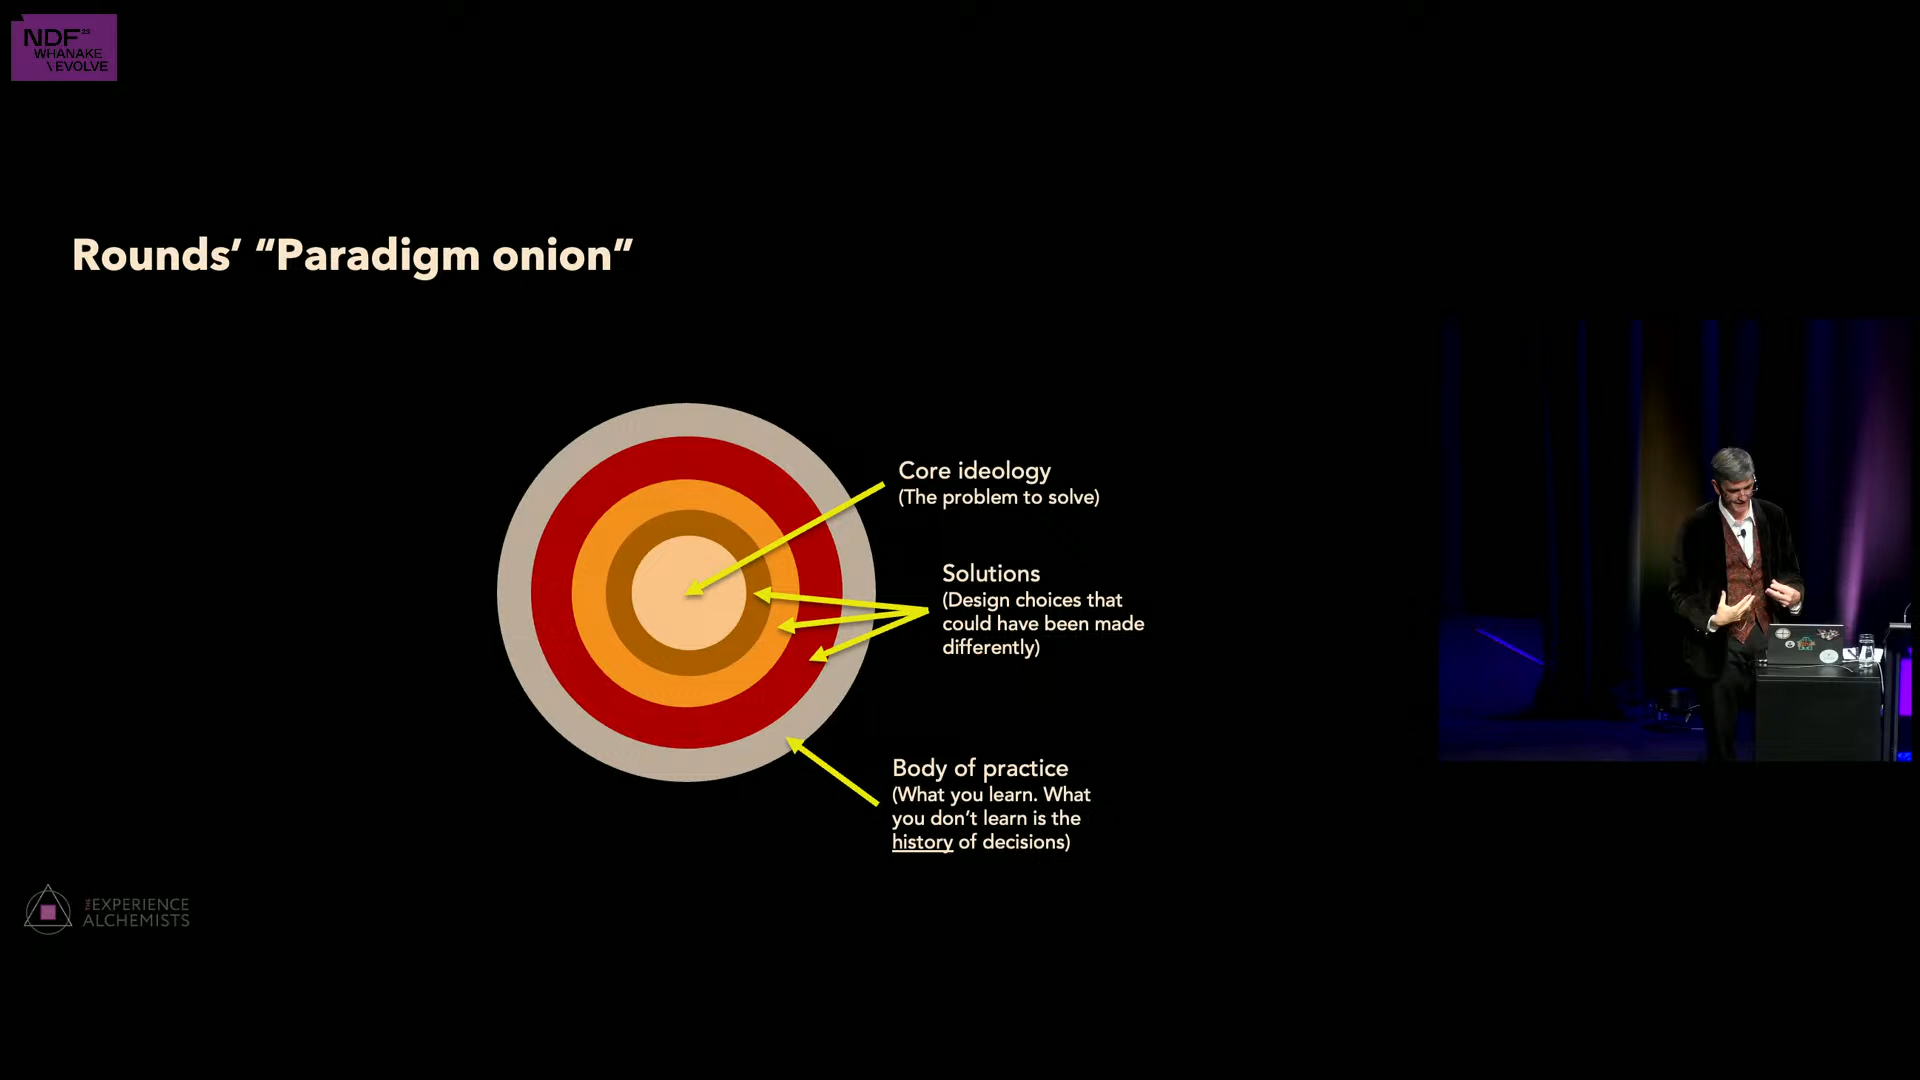 NDF23
WHANAKE
\EVOLVE
Rounds’ “Paradigm onion”
Core ideology
(The problem to solve)
Solutions
(Design choices that
could have been made
differently)
Body of practice
(What you learn. What
you don’t learn is the
history of decisions)
THE EXPERIENCE
ALCHEMISTS